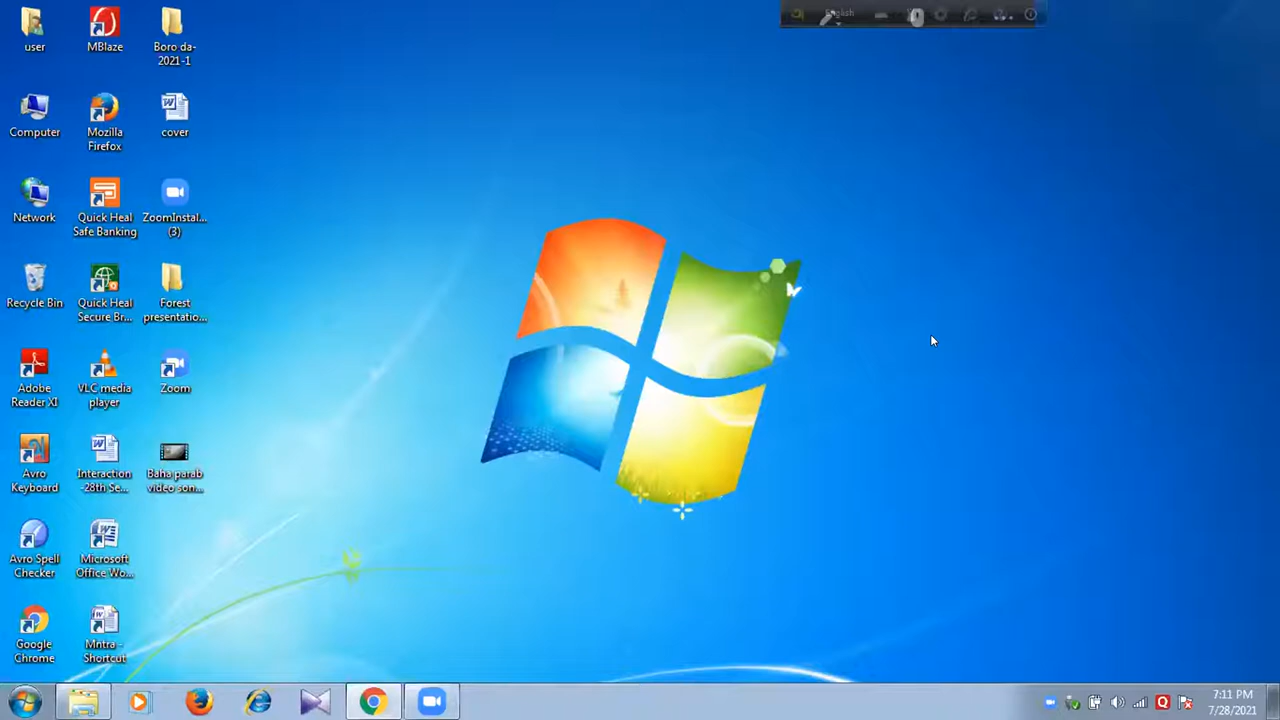 user
MBlaze
Boro da-
2021-1
English
Computer
Mozilla
Firefox
cover
Network
Quick Heal
Safe Banking
ZoomInstal...
(3)
Recycle Bin
Quick Heal
Secure Br...
Forest
presentatio...
Adobe
Reader XI
VLC media
player
Zoom
Avro
Keyboard
Interaction
-28th Se...
Baha parab
video son...
Avro Spell
Checker
Microsoft
Office Wo...
Google
Chrome
Mntra -
Shortcut
7:11 PM
7/28/2021